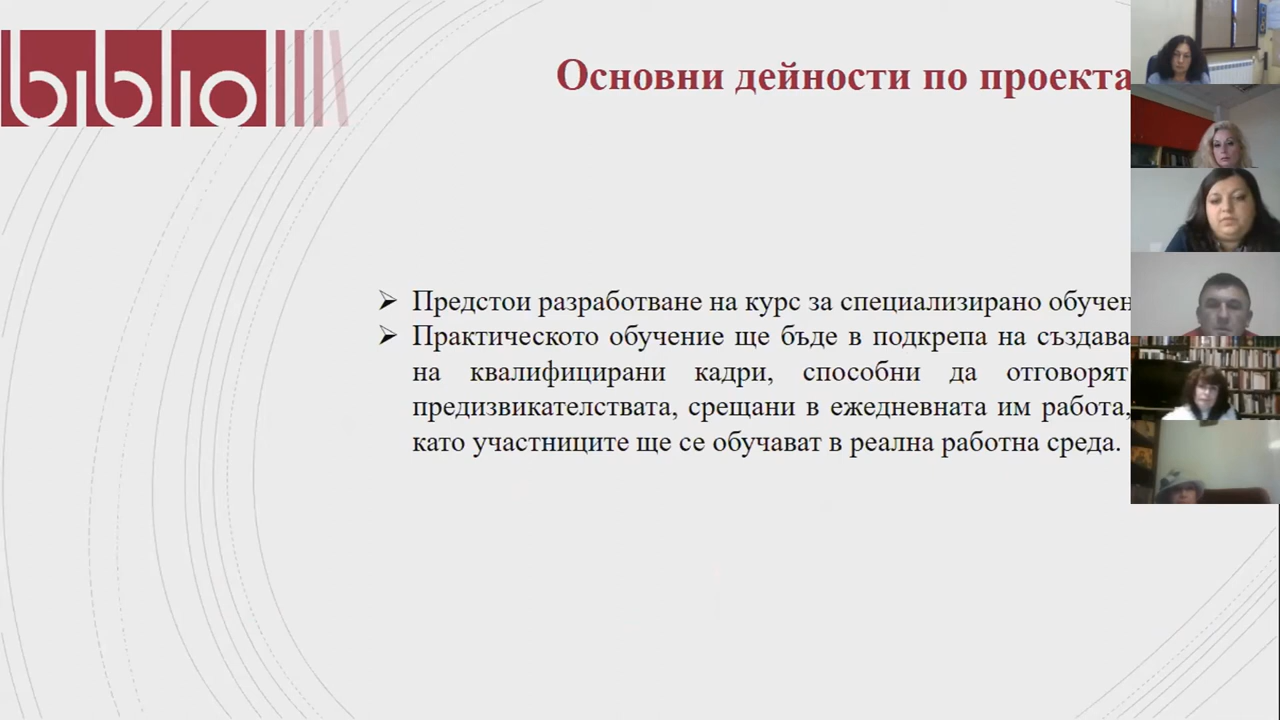 biblio
Основни дейности по проекта
➢ Предстои разработване на курс за специализирано обучен
➢ Практическото обучение ще бъде в подкрепа на създава
на квалифицирани кадри, способни да отговорят
предизвикателствата, срещани в ежедневната им работа,
като участниците ще се обучават в реална работна среда.